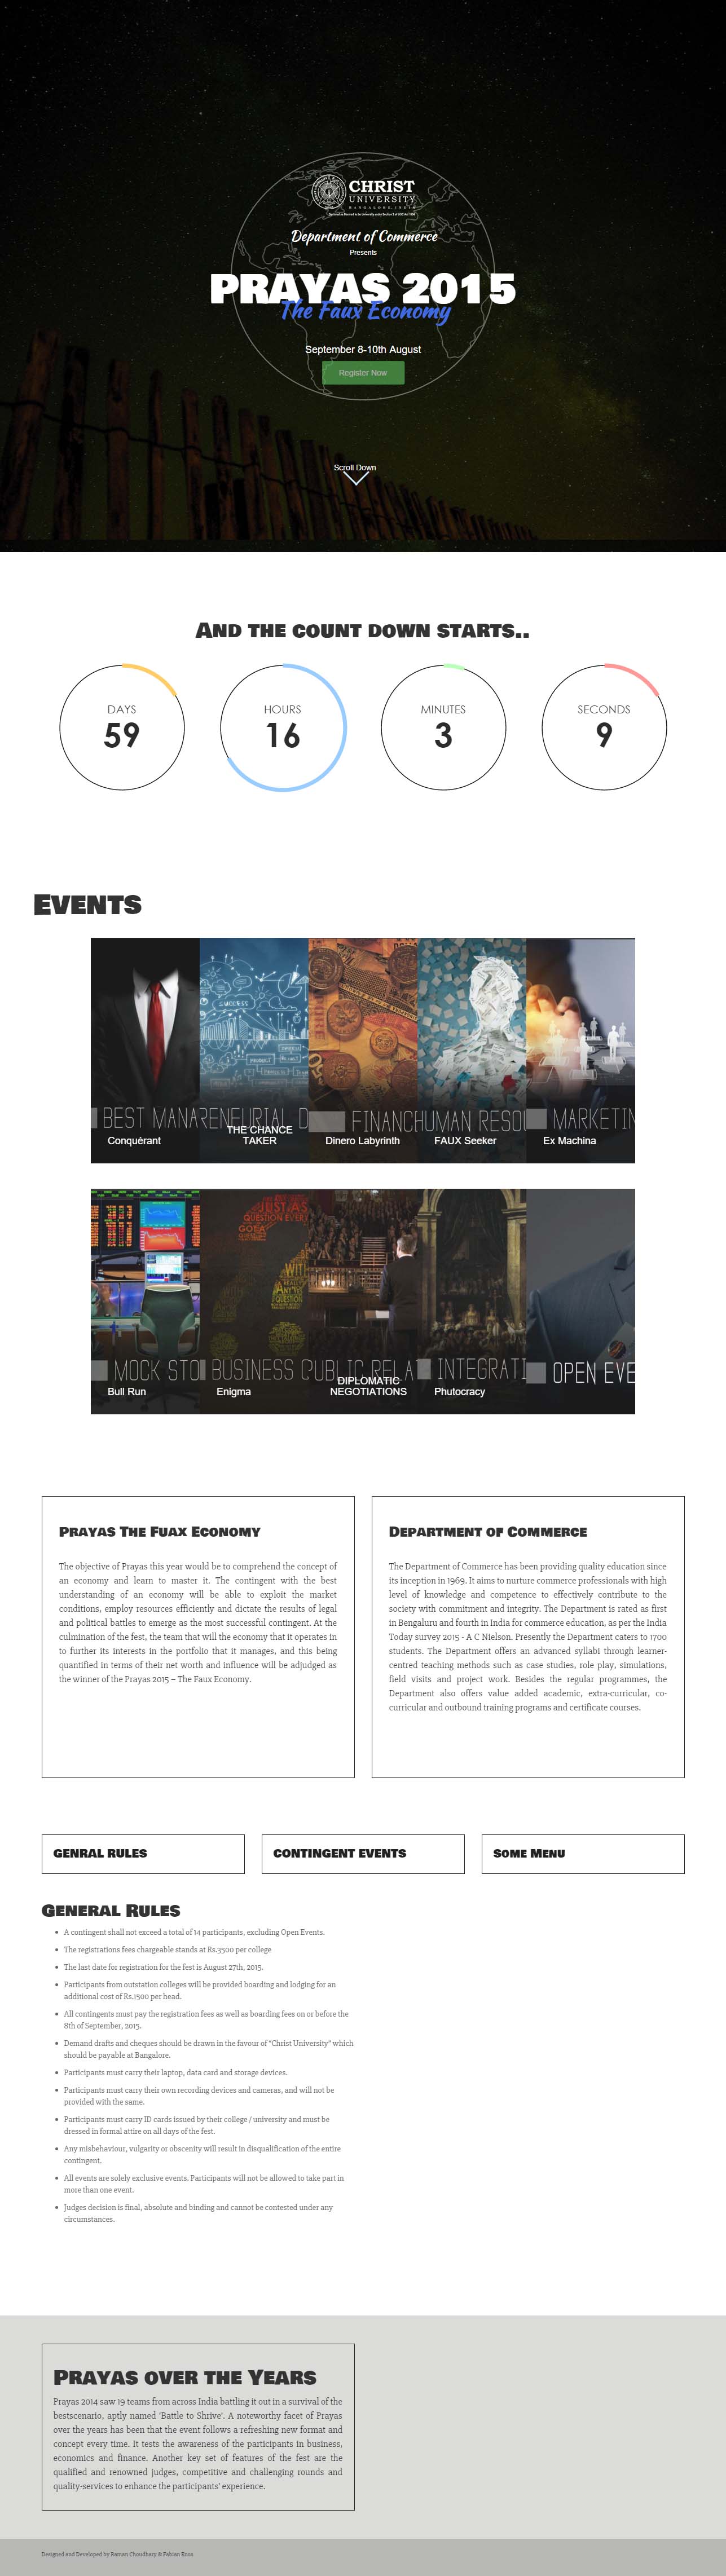 CHRIST
UNIVERSITY
BANGALORE, INDIA
Department of Commerce
Presents
PRAYAS 2015
The Faux Economy
September 8-10th August
Register Now
Scroll Down
And the count down starts..
DAYS
59
HOURS
16
MINUTES
3
SECONDS
9
Events
BEST MANA
Conquérant
RENEURIAL D
THE CHANCE
TAKER
FINANC
Dinero Labyrinth
HUMAN RESO
FAUX Seeker
MARKETIN
Ex Machina
MOCK STO
Bull Run
BUSINESS
Enigma
PUBLIC RELA
DIPLOMATIC
NEGOTIATIONS
INTEGRATI
Phutocracy
OPEN EVE
Prayas The Fuax Economy
The objective of Prayas this year would be to comprehend the concept of
an economy and learn to master it. The contingent with the best
understanding of an economy will be able to exploit the market
conditions, employ resources efficiently and dictate the results of legal
and political battles to emerge as the most successful contingent. At the
culmination of the fest, the team that will the economy that it operates in
to further its interests in the portfolio that it manages, and this being
quantified in terms of their net worth and influence will be adjudged as
the winner of the Prayas 2015 – The Faux Economy.
Department of Commerce
The Department of Commerce has been providing quality education since
its inception in 1969. It aims to nurture commerce professionals with high
level of knowledge and competence to effectively contribute to the
society with commitment and integrity. The Department is rated as first
in Bengaluru and fourth in India for commerce education, as per the India
Today survey 2015 - A C Nielson. Presently the Department caters to 1700
students. The Department offers an advanced syllabi through learner-
centred teaching methods such as case studies, role play, simulations,
field visits and project work. Besides the regular programmes, the
Department also offers value added academic, extra-curricular, co-
curricular and outbound training programs and certificate courses.
GENRAL RULES
CONTINGENT EVENTS
Some Menu
General Rules
A contingent shall not exceed a total of 14 participants, excluding Open Events.
The registrations fees chargeable stands at Rs.3500 per college
The last date for registration for the fest is August 27th, 2015.
Participants from outstation colleges will be provided boarding and lodging for an
additional cost of Rs.1500 per head.
All contingents must pay the registration fees as well as boarding fees on or before the
8th of September, 2015.
Demand drafts and cheques should be drawn in the favour of "Christ University" which
should be payable at Bangalore.
Participants must carry their laptop, data card and storage devices.
Participants must carry their own recording devices and cameras, and will not be
provided with the same.
Participants must carry ID cards issued by their college / university and must be
dressed in formal attire on all days of the fest.
Any misbehaviour, vulgarity or obscenity will result in disqualification of the entire
contingent.
All events are solely exclusive events. Participants will not be allowed to take part in
more than one event.
Judges decision is final, absolute and binding and cannot be contested under any
circumstances.
Prayas over the Years
Prayas 2014 saw 19 teams from across India battling it out in a survival of the
bestscenario, aptly named 'Battle to Shrive'. A noteworthy facet of Prayas
over the years has been that the event follows a refreshing new format and
concept every time. It tests the awareness of the participants in business,
economics and finance. Another key set of features of the fest are the
qualified and renowned judges, competitive and challenging rounds and
quality-services to enhance the participants' experience.
Designed and Developed by Raman Choudhary & Fabian Enos